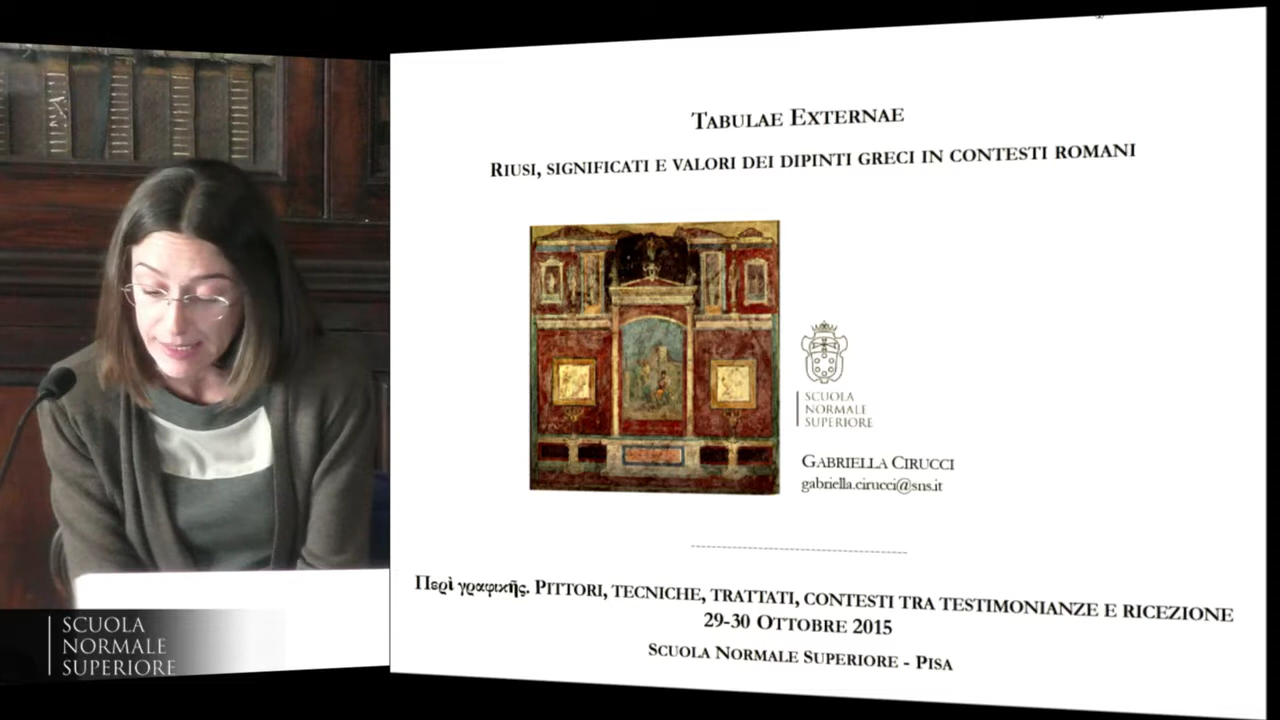 TABULAE EXTERNAE
RIUSI, SIGNIFICATI E VALORI DEI DIPINTI GRECI IN CONTESTI ROMANI
SCUOLA
NORMALE
SUPERIORE
GABRIELLA CIRUCCI
gabriella.cirucci@sns.it
Περὶ γραφικῆς. PITTORI, TECNICHE, TRATTATI, CONTESTI TRA TESTIMONIANZE E RICEZIONE
29-30 OTTOBRE 2015
SCUOLA NORMALE SUPERIORE - PISA
SCUOLA
NORMALE
SUPERIORE